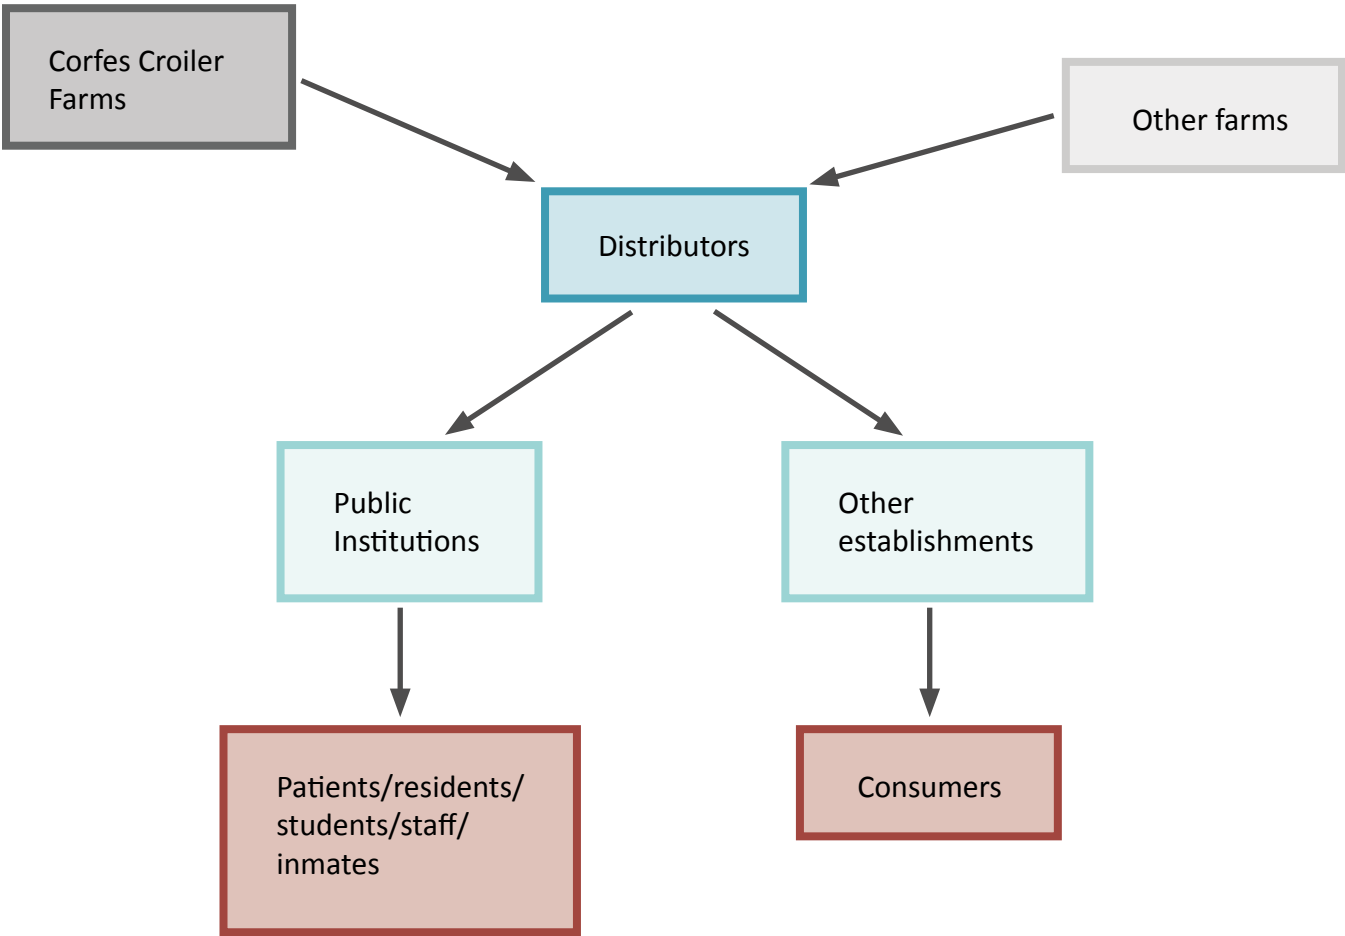 Corfes Croiler
Farms
Other farms
Distributors
Public
Institutions
Other
establishments
Patients/residents/
students/staff/
inmates
Consumers